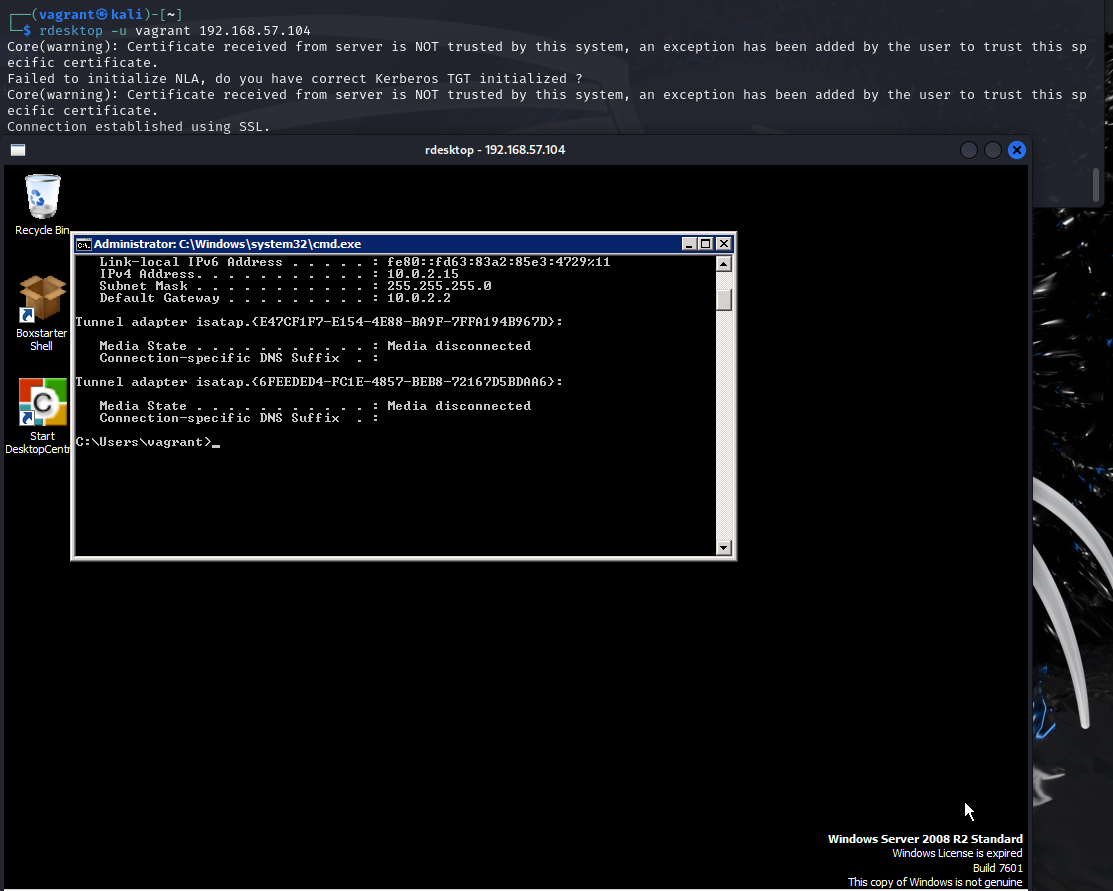 ┌──(vagrant㉿kali)-[~]
└─$ rdesktop -u vagrant 192.168.57.104
Core(warning): Certificate received from server is NOT trusted by this system, an exception has been added by the user to trust this sp
ecific certificate.
Failed to initialize NLA, do you have correct Kerberos TGT initialized ?
Core(warning): Certificate received from server is NOT trusted by this system, an exception has been added by the user to trust this sp
ecific certificate.
Connection established using SSL.
rdesktop - 192.168.57.104
Recycle Bin
Boxstarter
Shell
Start
DesktopCentr
Administrator: C:\Windows\system32\cmd.exe
Link-local IPv6 Address . . . . . : fe80::fd63:83a2:85e3:4729%11
IPv4 Address. . . . . . . . . . . : 10.0.2.15
Subnet Mask . . . . . . . . . . . : 255.255.255.0
Default Gateway . . . . . . . . . : 10.0.2.2
Tunnel adapter isatap.{E47CF1F7-E154-4E88-BA9F-7FFA194B967D}:
Media State . . . . . . . . . . . : Media disconnected
Connection-specific DNS Suffix  . :
Tunnel adapter isatap.{6FEEDED4-FC1E-4857-BEB8-72167D5BDAA6}:
Media State . . . . . . . . . . . : Media disconnected
Connection-specific DNS Suffix  . :
C:\Users\vagrant>_
Windows Server 2008 R2 Standard
Windows License is expired
Build 7601
This copy of Windows is not genuine